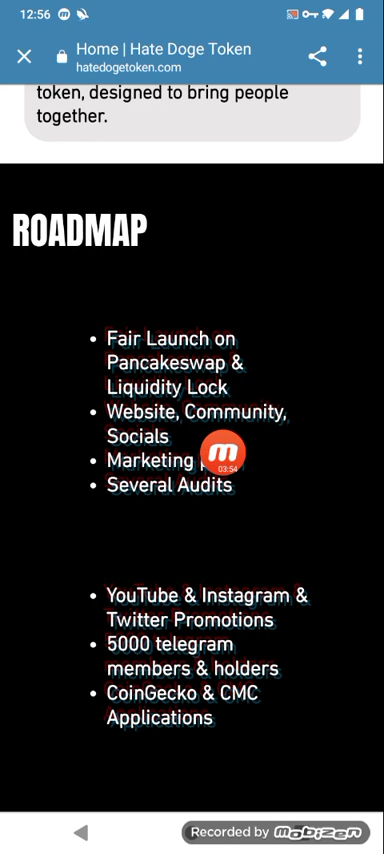 12:56
Home | Hate Doge Token
hatedogetoken.com
token, designed to bring people
together.
ROADMAP
• Fair Launch on
Pancakeswap &
Liquidity Lock
• Website, Community,
Socials
• Marketing
m
03:54
• Several Audits
• YouTube & Instagram &
Twitter Promotions
• 5000 telegram
members & holders
• CoinGecko & CMC
Applications
Recorded by mobizen